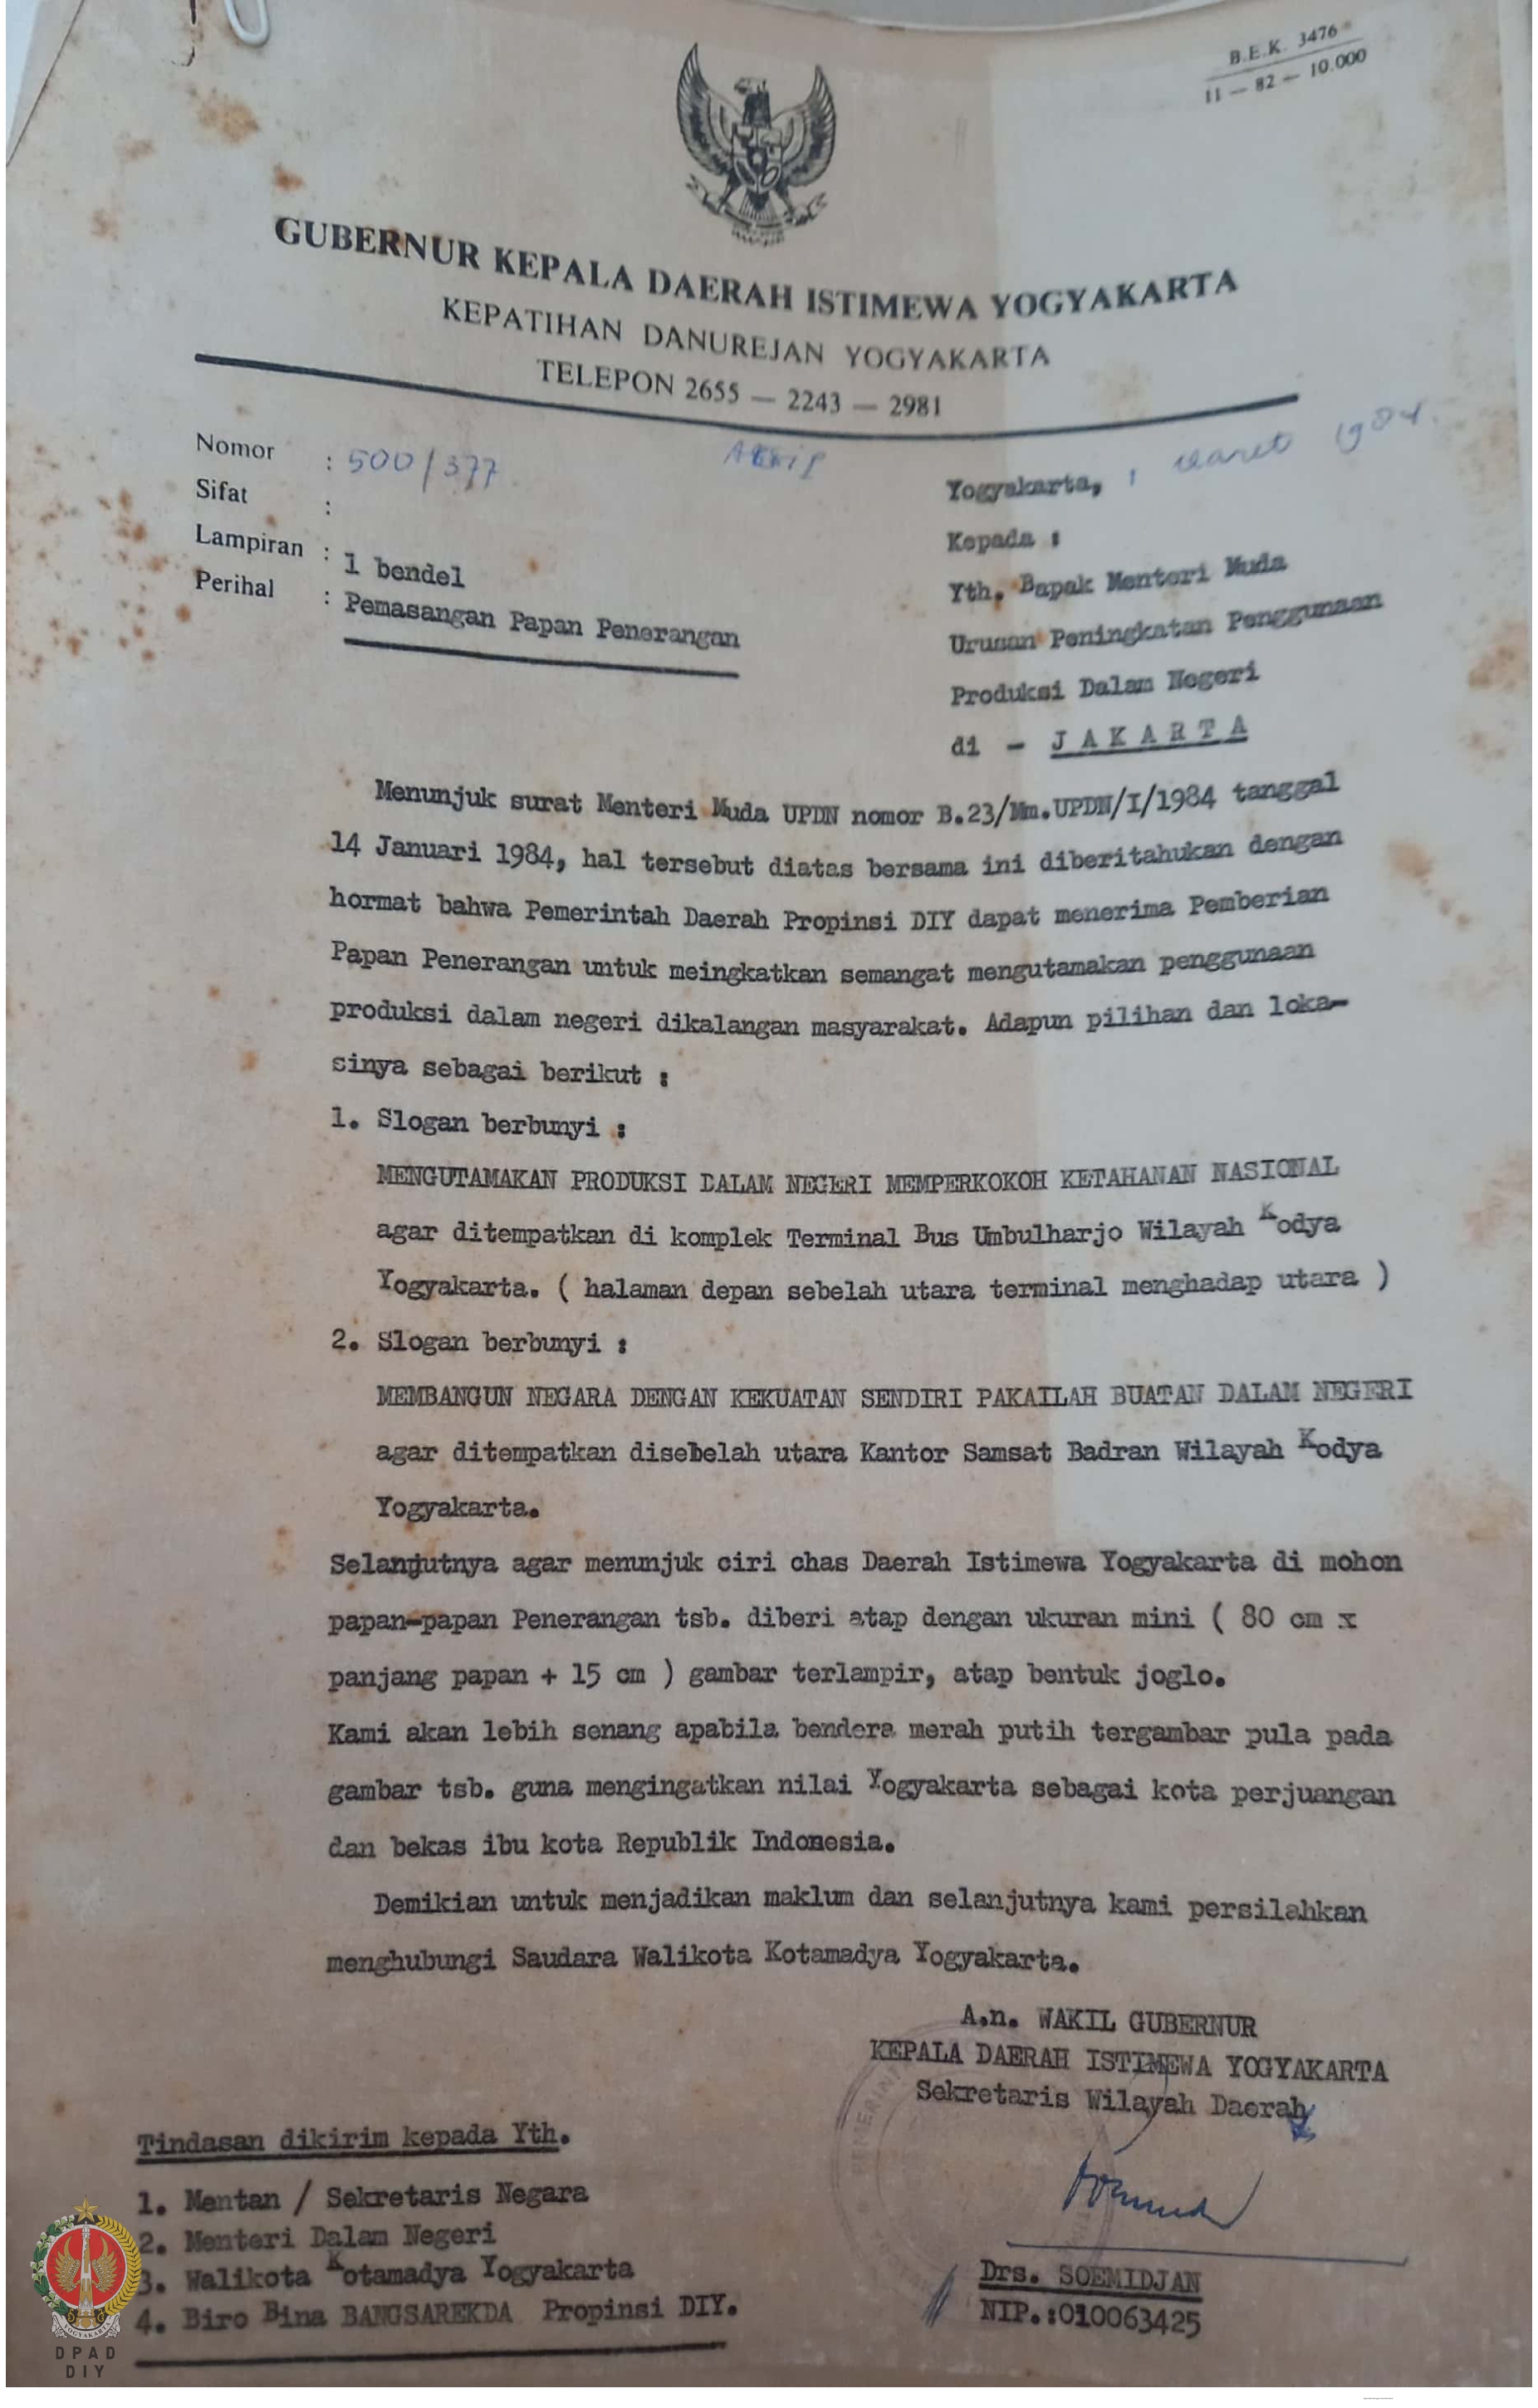 B.E.K. 3476
11 — 82 — 10.000
GUBERNUR KEPALA DAERAH ISTIMEWA YOGYAKARTA
KEPATIHAN DANUREJAN YOGYAKARTA
TELEPON 2655 — 2243 — 2981
Nomor : 500/377
Arsip
Yogyakarta, 1 Maret 1984.
Sifat :
Lampiran : 1 bendel
Perihal : Pemasangan Papan Penerangan
Kepada :
Yth. Bapak Menteri Muda
Urusan Peningkatan Penggunaan
Produksi Dalam Negeri
di - J A K A R T A
Menunjuk surat Menteri Muda UPDN nomor B.23/Mm.UPDN/I/1984 tanggal
14 Januari 1984, hal tersebut diatas bersama ini diberitahukan dengan
hormat bahwa Pemerintah Daerah Propinsi DIY dapat menerima Pemberian
Papan Penerangan untuk meingkatkan semangat mengutamakan penggunaan
produksi dalam negeri dikalangan masyarakat. Adapun pilihan dan loka-
sinya sebagai berikut :
1. Slogan berbunyi :
MENGUTAMAKAN PRODUKSI DALAM NEGERI MEMPERKOKOH KETAHANAN NASIONAL
agar ditempatkan di komplek Terminal Bus Umbulharjo Wilayah Kodya
Yogyakarta. ( halaman depan sebelah utara terminal menghadap utara )
2. Slogan berbunyi :
MEMBANGUN NEGARA DENGAN KEKUATAN SENDIRI PAKAILAH BUATAN DALAM NEGERI
agar ditempatkan disebelah utara Kantor Samsat Badran Wilayah Kodya
Yogyakarta.
Selanjutnya agar menunjuk ciri chas Daerah Istimewa Yogyakarta di mohon
papan-papan Penerangan tsb. diberi atap dengan ukuran mini ( 80 cm x
panjang papan + 15 cm ) gambar terlampir, atap bentuk joglo.
Kami akan lebih senang apabila bendera merah putih tergambar pula pada
gambar tsb. guna mengingatkan nilai Yogyakarta sebagai kota perjuangan
dan bekas ibu kota Republik Indonesia.
Demikian untuk menjadikan maklum dan selanjutnya kami persilahkan
menghubungi Saudara Walikota Kotamadya Yogyakarta.
A.n. WAKIL GUBERNUR
KEPALA DAERAH ISTIMEWA YOGYAKARTA
Sekretaris Wilayah Daerah
Drs. SOEMIDJAN
NIP.:010063425
Tindasan dikirim kepada Yth.
1. Mentan / Sekretaris Negara
2. Menteri Dalam Negeri
3. Walikota Kotamadya Yogyakarta
4. Biro Bina BANGSAREKDA Propinsi DIY.
YOGYAKARTA
DPAD
DIY